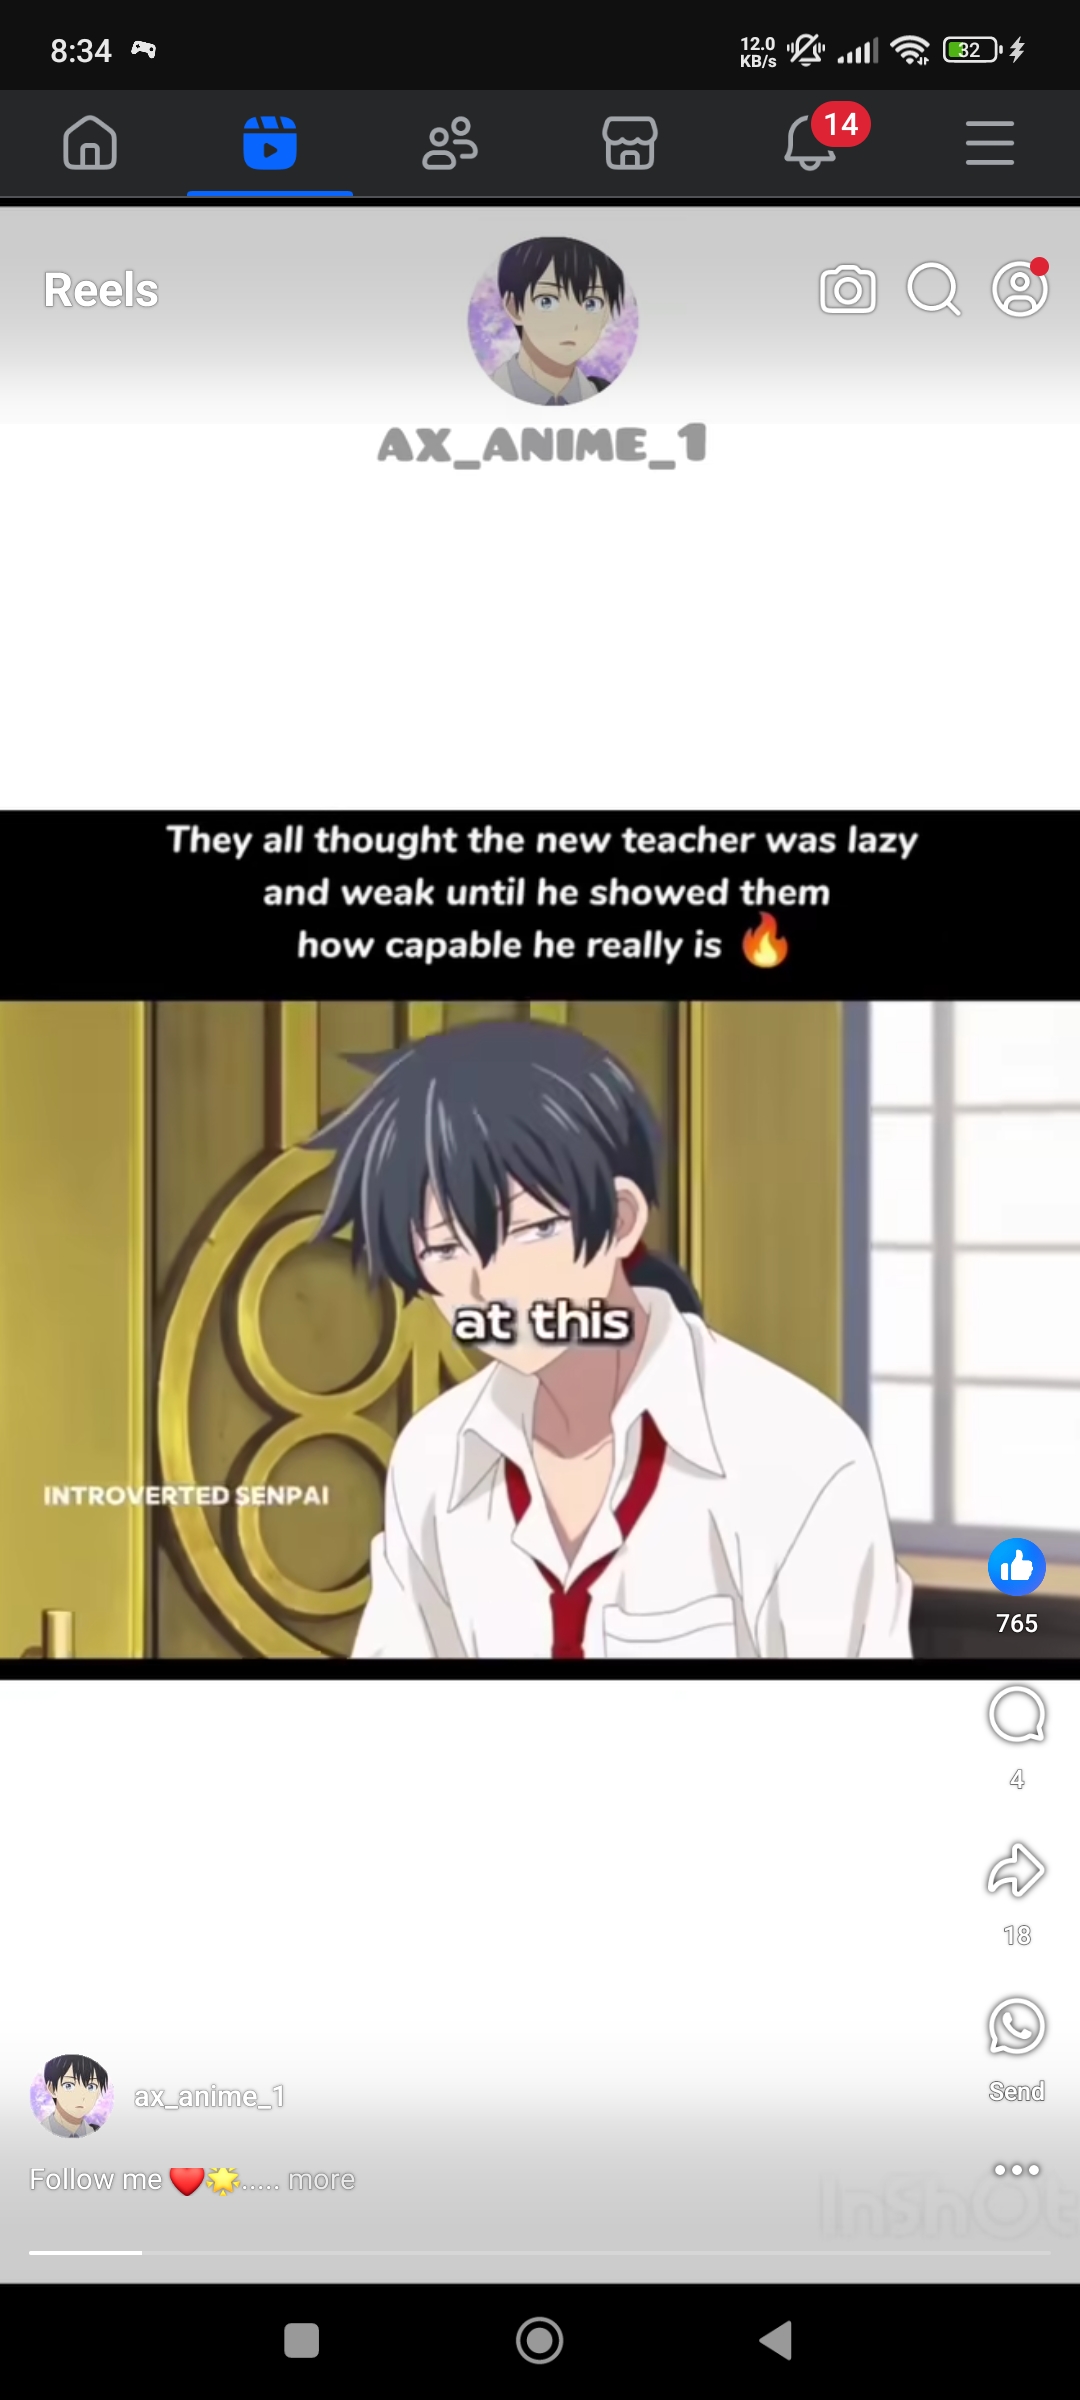 8:34
12.0
KB/s
32
14
Reels
AX_ANIME_1
They all thought the new teacher was lazy
and weak until he showed them
how capable he really is 🔥
at this
INTROVERTED SENPAI
765
4
18
Send
ax_anime_1
Follow me ❤️🌟..... more
InShOt